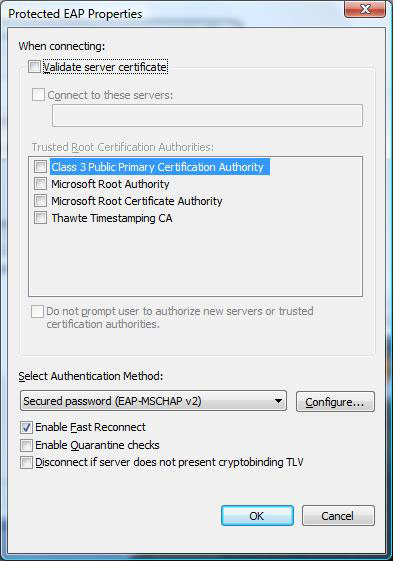 Protected EAP Properties
When connecting:
Validate server certificate
Connect to these servers:
Trusted Root Certification Authorities:
Class 3 Public Primary Certification Authority
Microsoft Root Authority
Microsoft Root Certificate Authority
Thawte Timestamping CA
Do not prompt user to authorize new servers or trusted
certification authorities.
Select Authentication Method:
Secured password (EAP-MSCHAP v2)
Configure...
Enable Fast Reconnect
Enable Quarantine checks
Disconnect if server does not present cryptobinding TLV
OK
Cancel